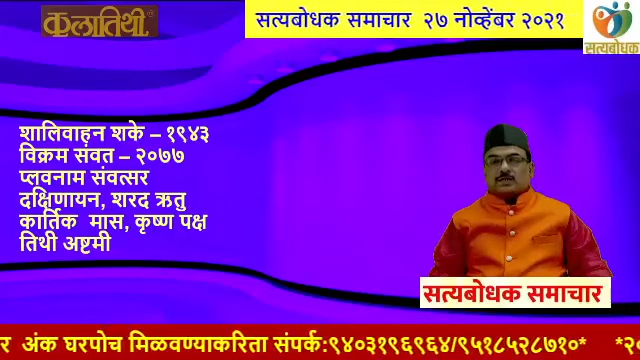 कुलातिथी
सत्यबोधक समाचार २७ नोव्हेंबर २०२१
सत्यबोधक
शालिवाहन शके – १९४३
विक्रम संवत – २०७७
प्लवनाम संवत्सर
दक्षिणायन, शरद ऋतु
कार्तिक मास, कृष्ण पक्ष
तिथी अष्टमी
सत्यबोधक समाचार
र अंक घरपोच मिळवण्याकरिता संपर्क:९४०३१९६९६४/९५१८५२८७१०*